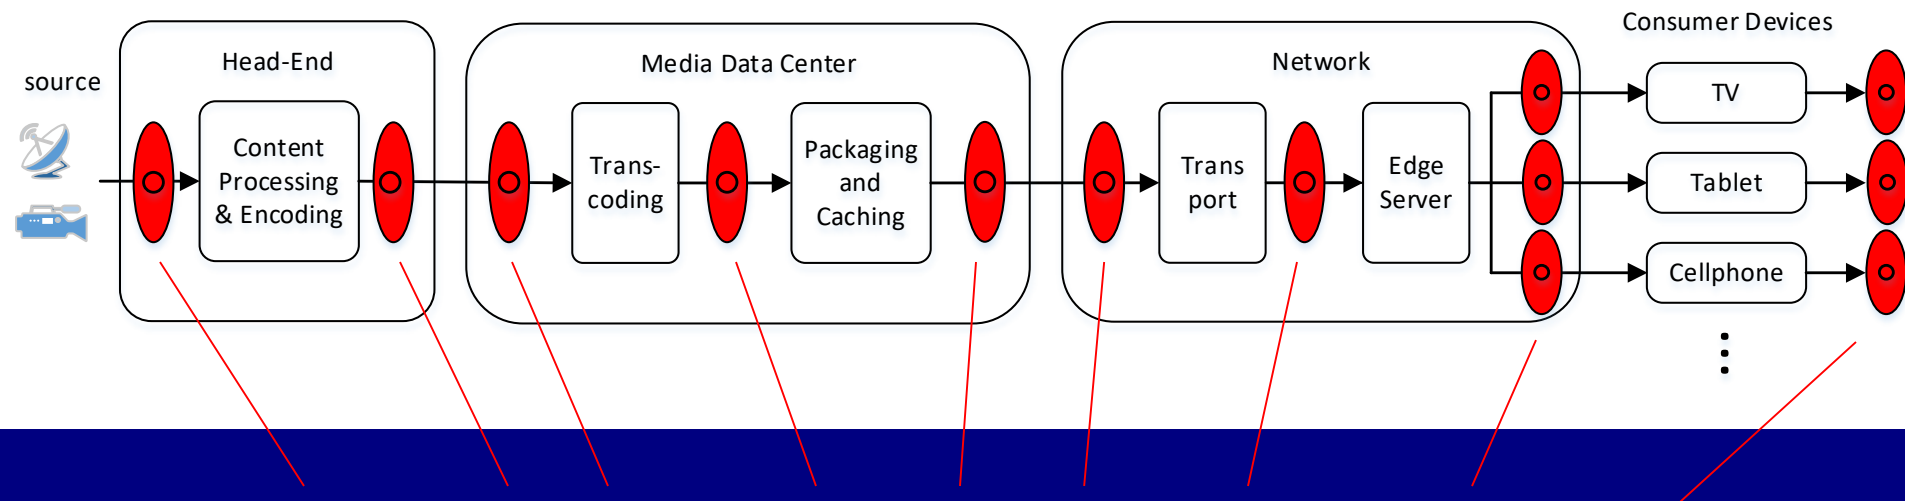 source
Head-End
Content
Processing
& Encoding
Media Data Center
Trans-
coding
Packaging
and
Caching
Network
Trans
port
Edge
Server
Consumer Devices
TV
Tablet
Cellphone